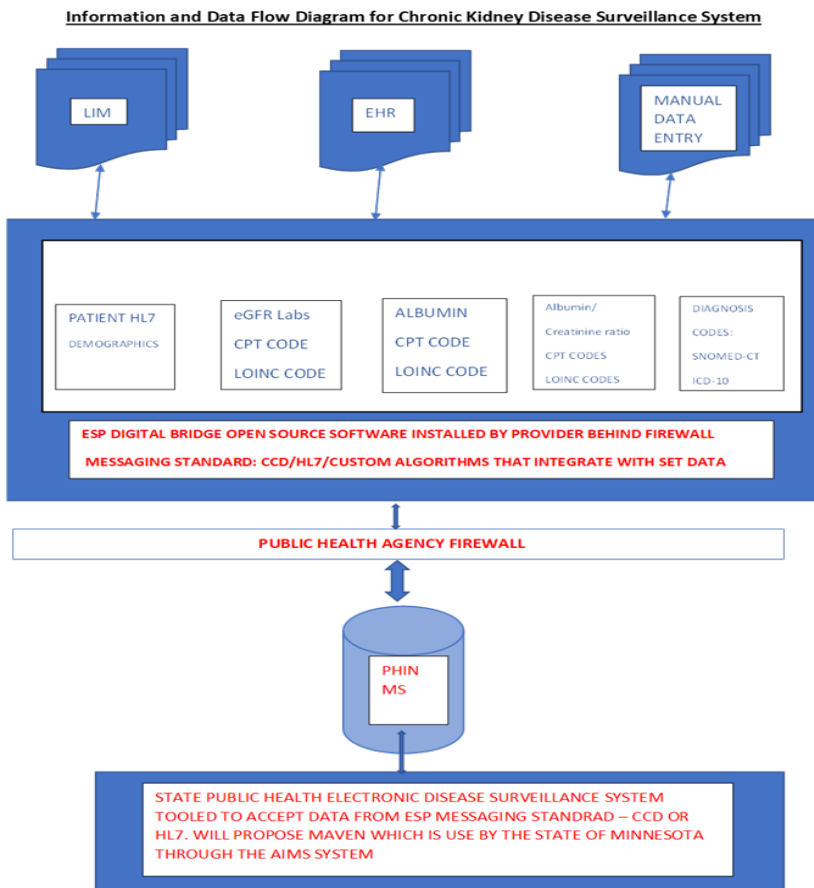 Information and Data Flow Diagram for Chronic Kidney Disease Surveillance System
LIM
EHR
MANUAL
DATA
ENTRY
PATIENT HL7
DEMOGRAPHICS
eGFR Labs
CPT CODE
LOINC CODE
ALBUMIN
CPT CODE
LOINC CODE
Albumin/
Creatinine ratio
CPT CODES
LOINC CODES
DIAGNOSIS
CODES:
SNOMED-CT
ICD-10
ESP DIGITAL BRIDGE OPEN SOURCE SOFTWARE INSTALLED BY PROVIDER BEHIND FIREWALL
MESSAGING STANDARD: CCD/HL7/CUSTOM ALGORITHMS THAT INTEGRATE WITH SET DATA
PUBLIC HEALTH AGENCY FIREWALL
PHIN
MS
STATE PUBLIC HEALTH ELECTRONIC DISEASE SURVEILLANCE SYSTEM
TOOLED TO ACCEPT DATA FROM ESP MESSAGING STANDRAD – CCD OR
HL7. WILL PROPOSE MAVEN WHICH IS USE BY THE STATE OF MINNESOTA
THROUGH THE AIMS SYSTEM